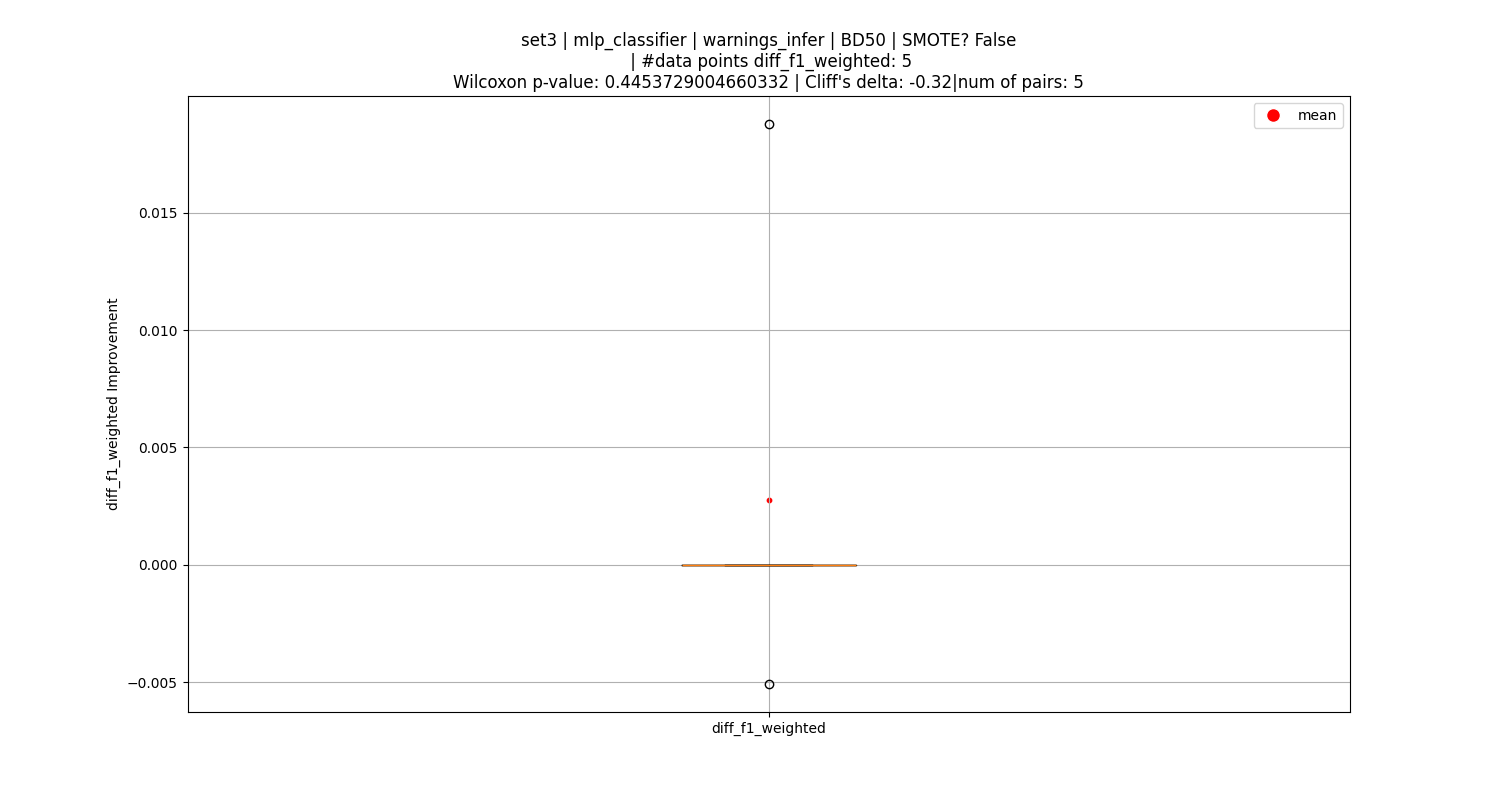 set3 | mlp_classifier | warnings_infer | BD50 | SMOTE? False
| #data points diff_f1_weighted: 5
Wilcoxon p-value: 0.4453729004660332 | Cliff's delta: -0.32|num of pairs: 5
mean
0.015
0.010
0.005
0.000
−0.005
diff_f1_weighted Improvement
diff_f1_weighted